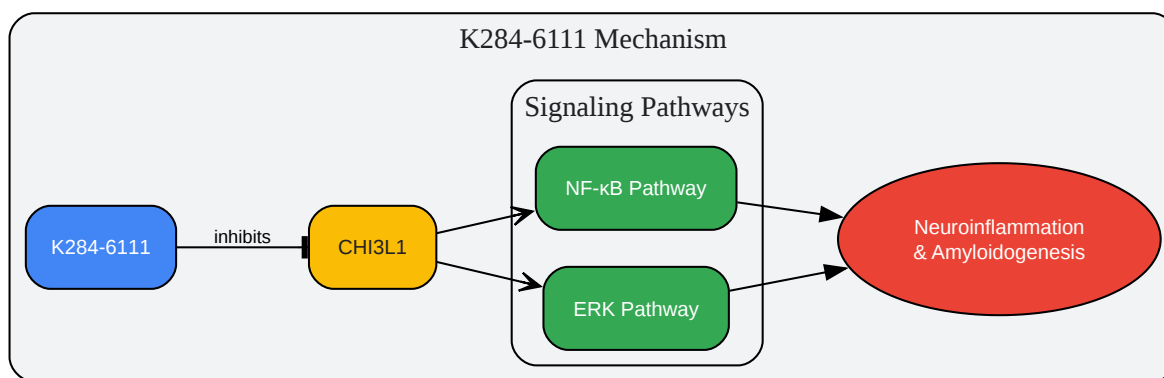 K284-6111 Mechanism
Signaling Pathways
NF-κB Pathway
K284-6111
inhibits
CHI3L1
Neuroinflammation
& Amyloidogenesis
ERK Pathway